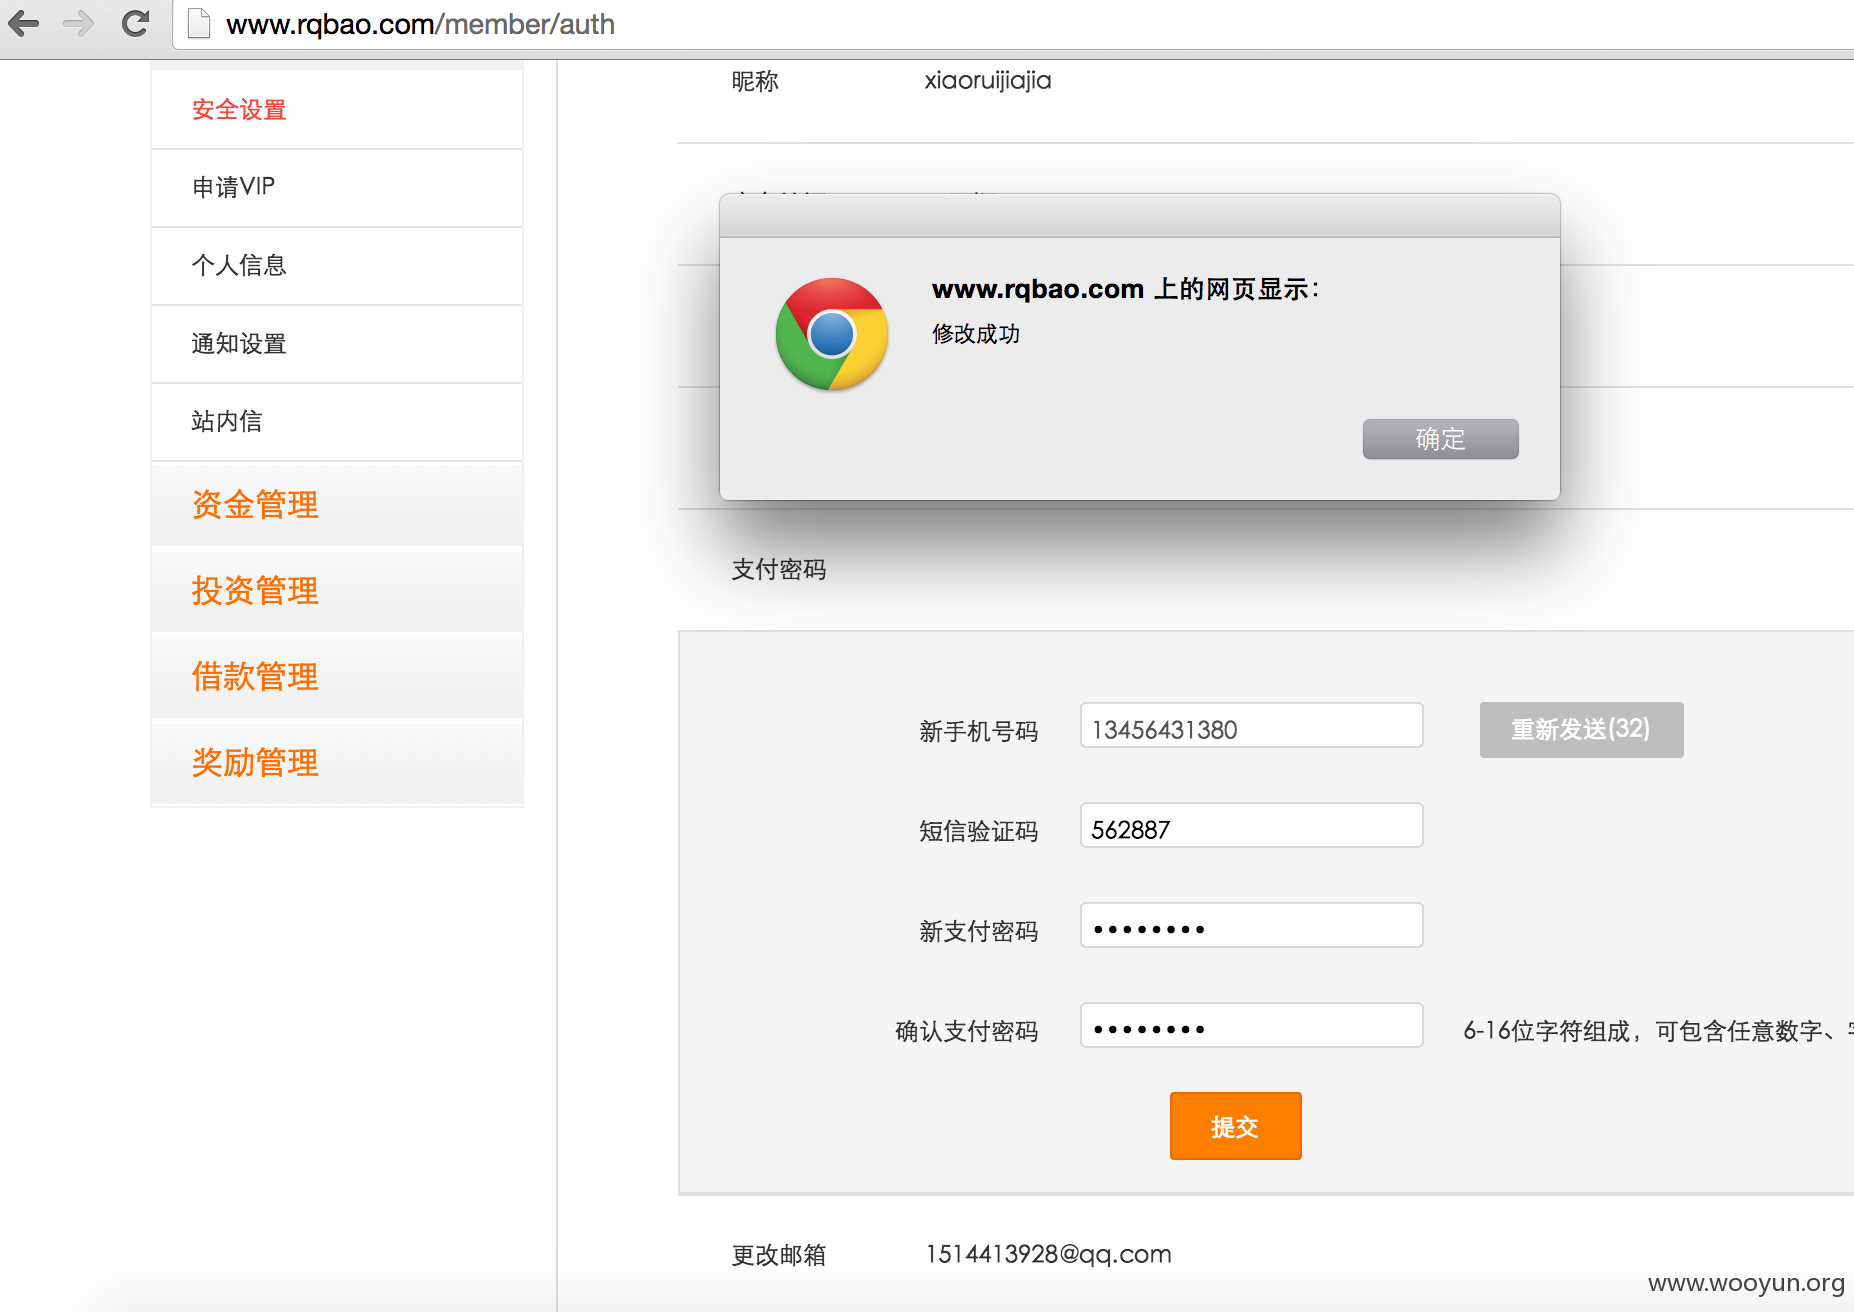 www.rqbao.com/member/auth
安全设置
申请VIP
个人信息
通知设置
站内信
资金管理
投资管理
借款管理
奖励管理
昵称 xiaoruijiajia
www.rqbao.com 上的网页显示：
修改成功
确定
支付密码
新手机号码 13456431380 重新发送(32)
短信验证码 562887
新支付密码 ••••••••
确认支付密码 •••••••• 6-16位字符组成，可包含任意数字、
提交
更改邮箱 1514413928@qq.com
www.wooyun.org